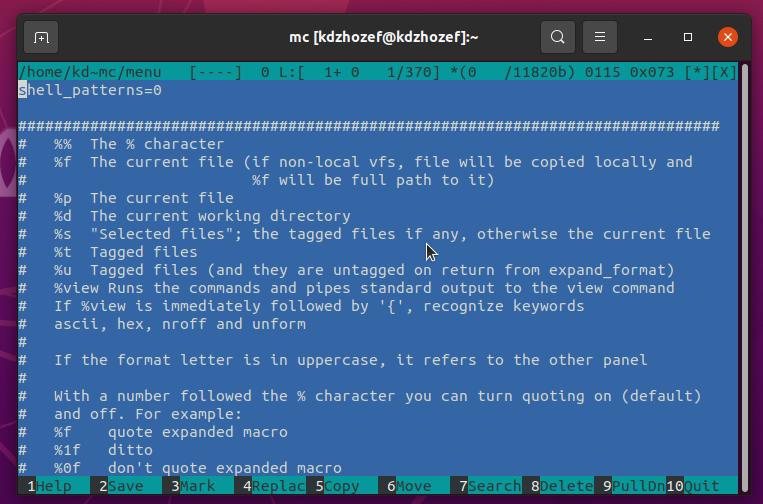 mc [kdzhozef@kdzhozef]:~
/home/kd~mc/menu   [----]  0 L:[  1+ 0   1/370] *(0   /11820b) 0115 0x073 [*][X]
shell_patterns=0
##############################################################################
#   %%  The % character
#   %f  The current file (if non-local vfs, file will be copied locally and
#                         %f will be full path to it)
#   %p  The current file
#   %d  The current working directory
#   %s  "Selected files"; the tagged files if any, otherwise the current file
#   %t  Tagged files
#   %u  Tagged files (and they are untagged on return from expand_format)
#   %view Runs the commands and pipes standard output to the view command
#   If %view is immediately followed by '{', recognize keywords
#   ascii, hex, nroff and unform
#
#   If the format letter is in uppercase, it refers to the other panel
#
#   With a number followed the % character you can turn quoting on (default)
#   and off. For example:
#   %f    quote expanded macro
#   %1f   ditto
#   %0f   don't quote expanded macro
1Help  2Save  3Mark  4Replac 5Copy  6Move  7Search 8Delete 9PullDn 10Quit